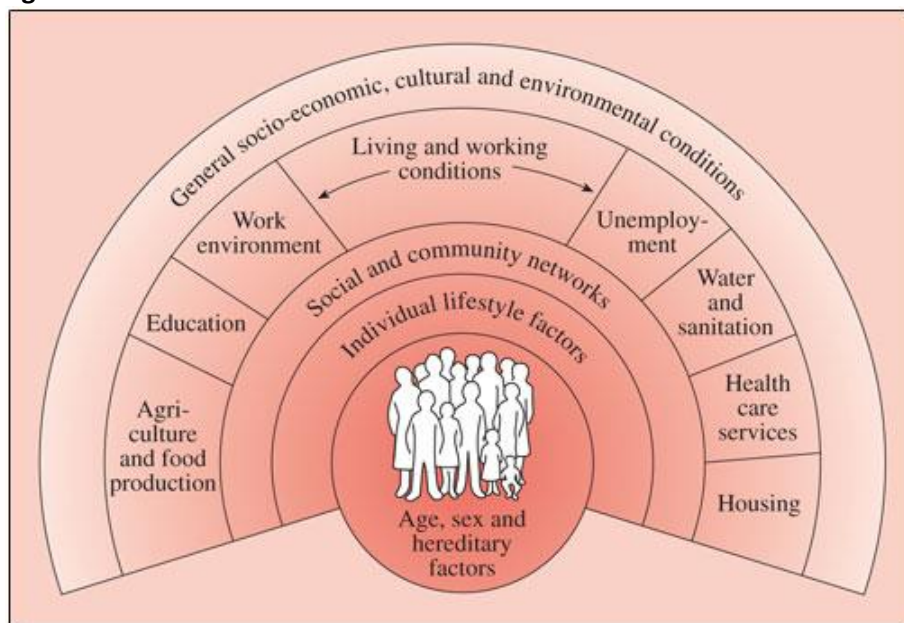 General socio-economic, cultural and environmental conditions
Living and working
conditions
Work
environment
Unemploy-
ment
Education
Water
and
sanitation
Agri-
culture
and food
production
Health
care
services
Housing
Social and community networks
Individual lifestyle factors
Age, sex and
hereditary
factors